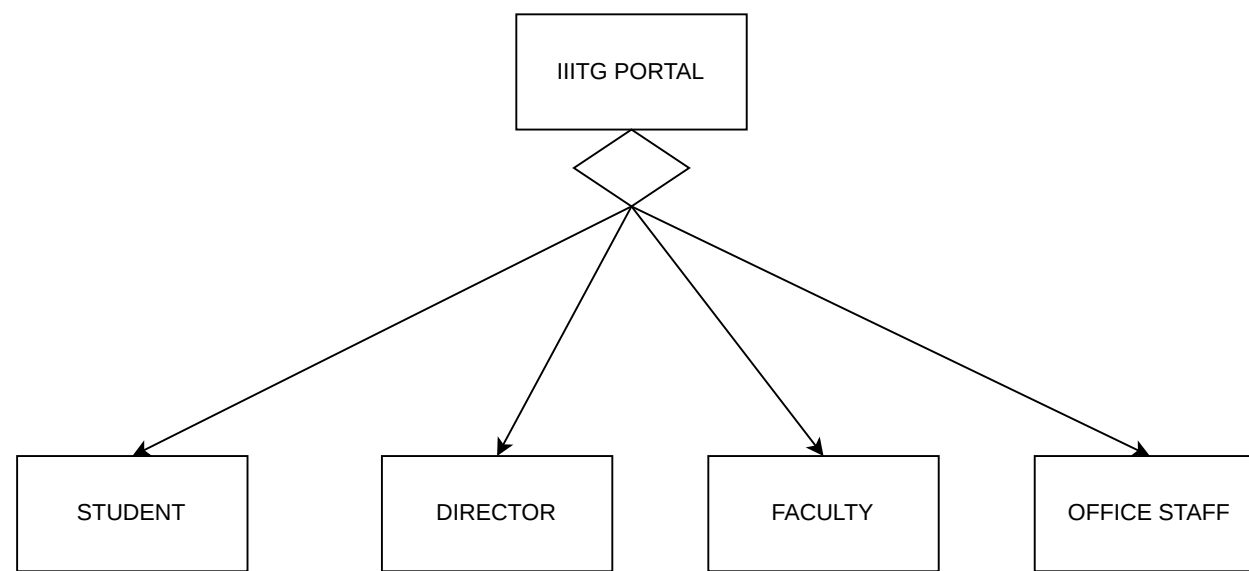 IIITG PORTAL
STUDENT
DIRECTOR
FACULTY
OFFICE STAFF